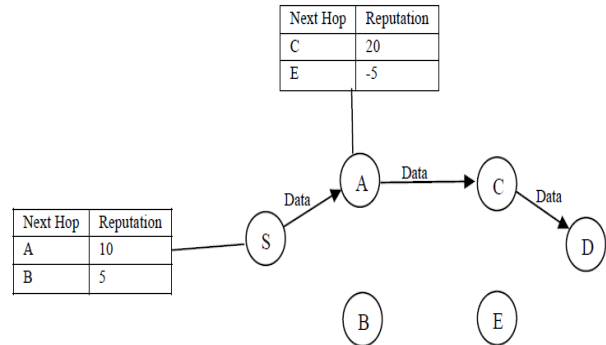 Next Hop Reputation
C 20
E -5
A
Data
C
Data
Data
S
D
Next Hop Reputation
A 10
B 5
B
E